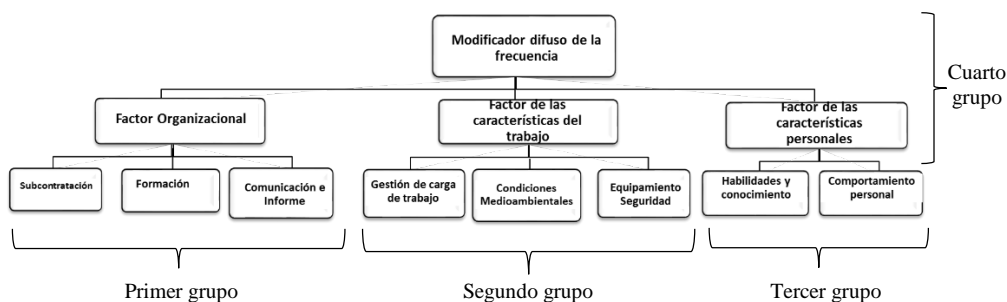 Modificador difuso de la
frecuencia
Cuarto
grupo
Factor Organizacional
Factor de las
características del
trabajo
Factor de las
características
personales
Subcontratación
Formación
Comunicación e
Informe
Gestión de carga
de trabajo
Condiciones
Medioambientales
Equipamiento
Seguridad
Habilidades y
conocimiento
Comportamiento
personal
Primer grupo
Segundo grupo
Tercer grupo